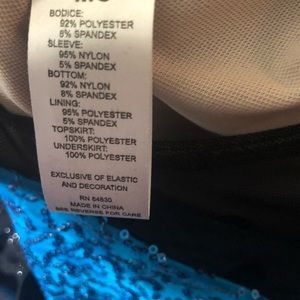 BODICE:
92% POLYESTER
8% SPANDEX
SLEEVE:
95% NYLON
5% SPANDEX
BOTTOM:
92% NYLON
8% SPANDEX
LINING:
95% POLYESTER
5% SPANDEX
TOPSKIRT:
100% POLYESTER
UNDERSKIRT:
100% POLYESTER
EXCLUSIVE OF ELASTIC
AND DECORATION
RN 64830
MADE IN CHINA
SEE REVERSE FOR CARE